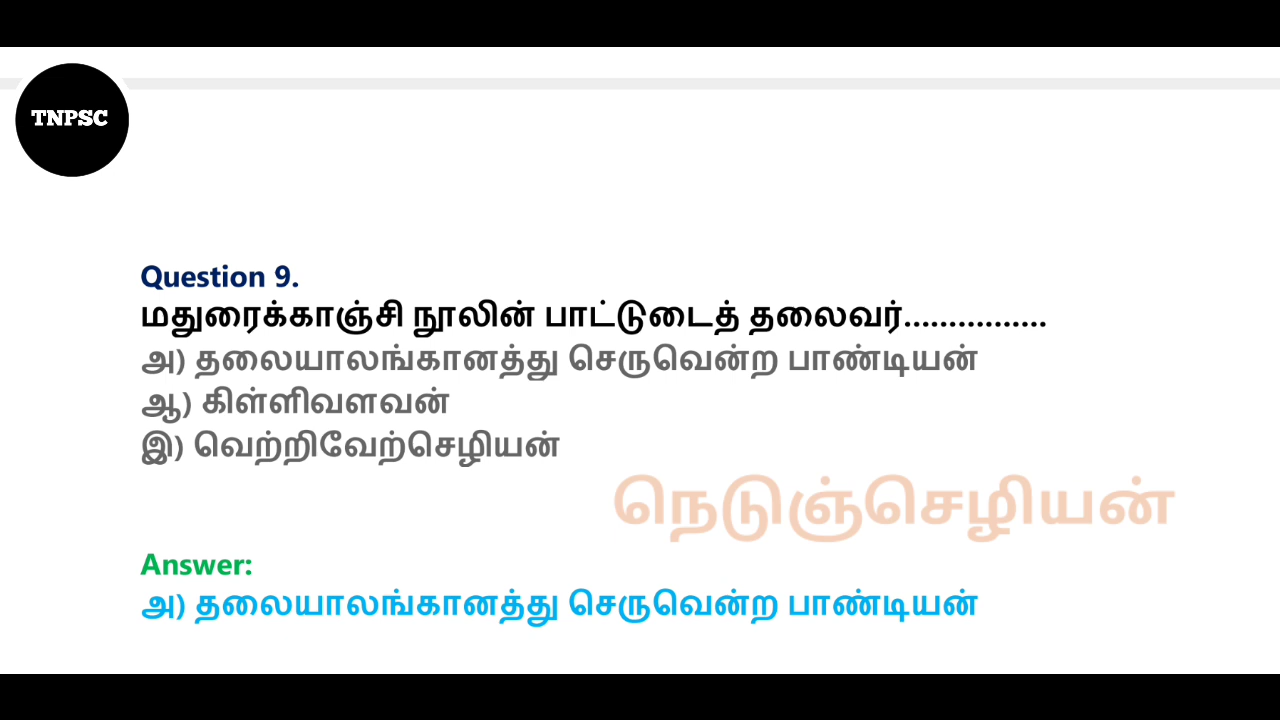 TNPSC
Question 9.
மதுரைக்காஞ்சி நூலின் பாட்டுடைத் தலைவர்................
அ) தலையாலங்கானத்து செருவென்ற பாண்டியன்
ஆ) கிள்ளிவளவன்
இ) வெற்றிவேற்செழியன்
நெடுஞ்செழியன்
Answer:
அ) தலையாலங்கானத்து செருவென்ற பாண்டியன்